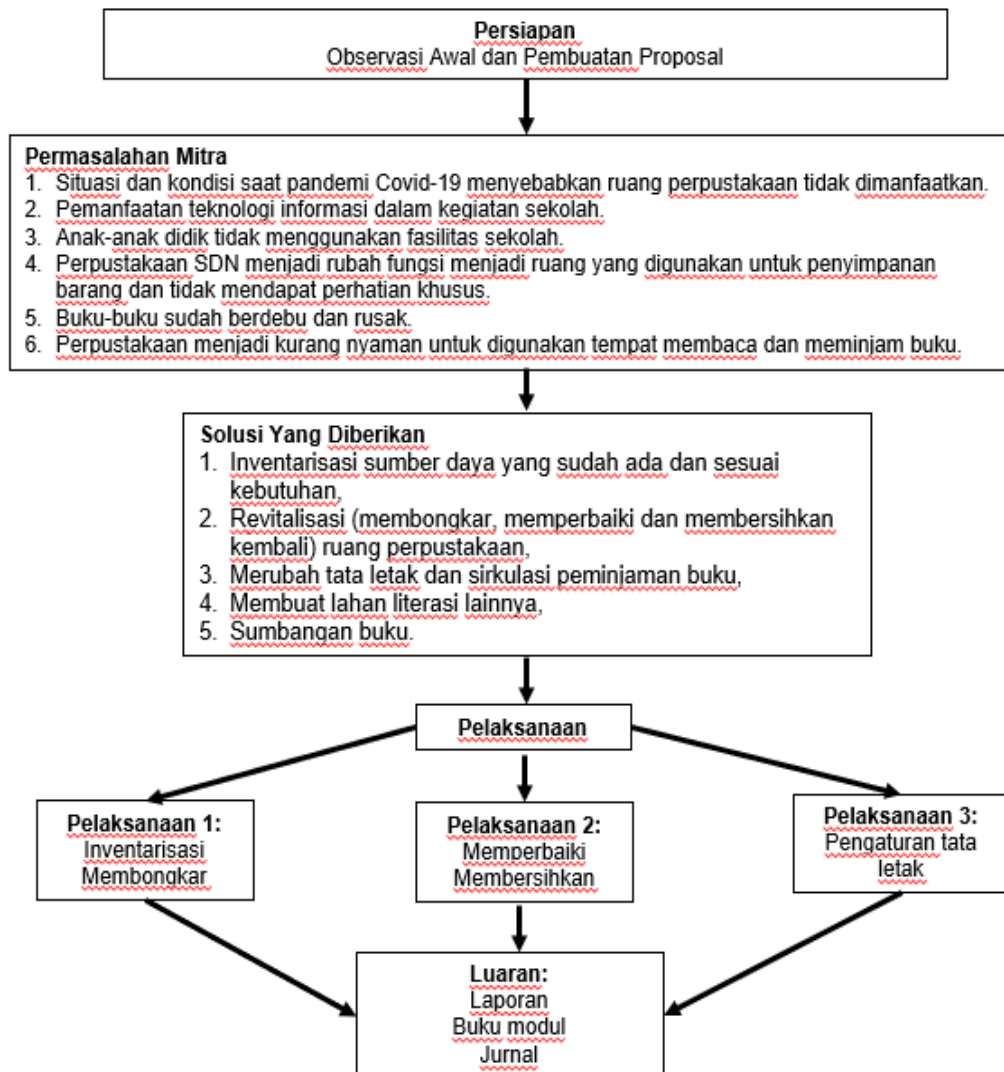 Persiapan
Observasi Awal dan Pembuatan Proposal
Permasalahan Mitra
1. Situasi dan kondisi saat pandemi Covid-19 menyebabkan ruang perpustakaan tidak dimanfaatkan.
2. Pemanfaatan teknologi informasi dalam kegiatan sekolah.
3. Anak-anak didik tidak menggunakan fasilitas sekolah.
4. Perpustakaan SDN menjadi rubah fungsi menjadi ruang yang digunakan untuk penyimpanan
barang dan tidak mendapat perhatian khusus.
5. Buku-buku sudah berdebu dan rusak.
6. Perpustakaan menjadi kurang nyaman untuk digunakan tempat membaca dan meminjam buku.
Solusi Yang Diberikan
1. Inventarisasi sumber daya yang sudah ada dan sesuai
kebutuhan,
2. Revitalisasi (membongkar, memperbaiki dan membersihkan
kembali) ruang perpustakaan,
3. Merubah tata letak dan sirkulasi peminjaman buku,
4. Membuat lahan literasi lainnya,
5. Sumbangan buku.
Pelaksanaan
Pelaksanaan 1:
Inventarisasi
Membongkar
Pelaksanaan 2:
Memperbaiki
Membersihkan
Pelaksanaan 3:
Pengaturan tata
letak
Luaran:
Laporan
Buku modul
Jurnal